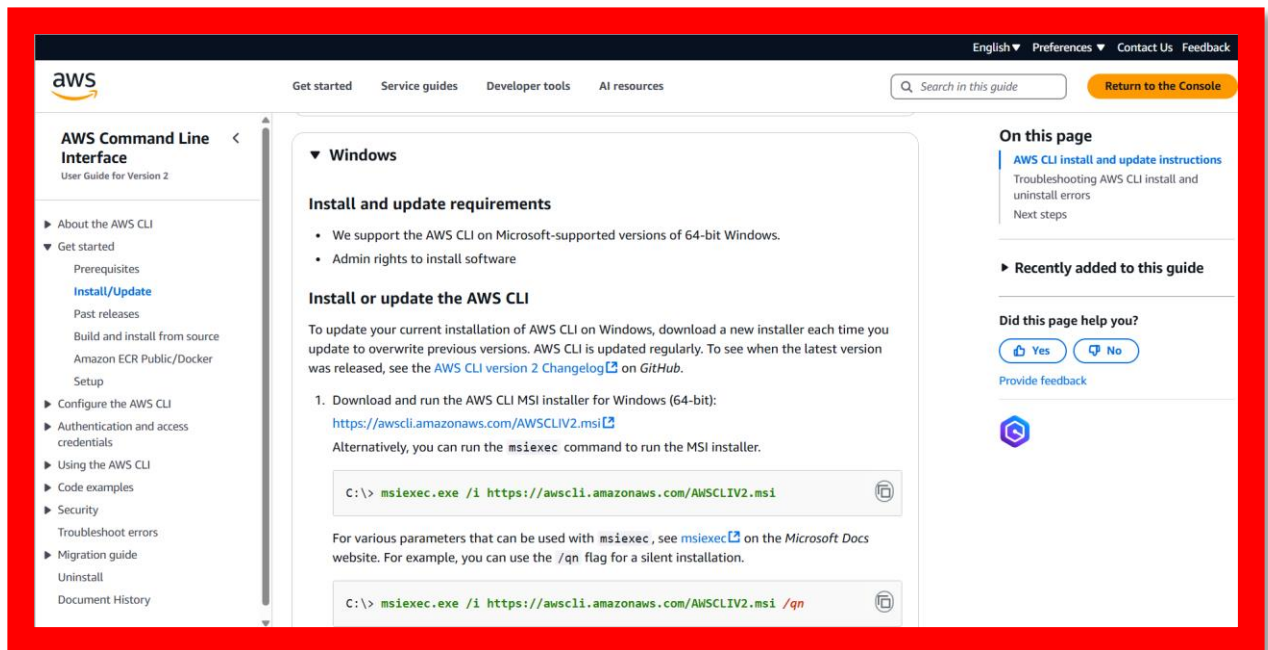 English Preferences Contact Us Feedback
aws
Get started Service guides Developer tools AI resources
Search in this guide
Return to the Console
AWS Command Line
Interface
User Guide for Version 2
About the AWS CLI
Get started
Prerequisites
Install/Update
Past releases
Build and install from source
Amazon ECR Public/Docker
Setup
Configure the AWS CLI
Authentication and access
credentials
Using the AWS CLI
Code examples
Security
Troubleshoot errors
Migration guide
Uninstall
Document History
Windows
Install and update requirements
• We support the AWS CLI on Microsoft-supported versions of 64-bit Windows.
• Admin rights to install software
Install or update the AWS CLI
To update your current installation of AWS CLI on Windows, download a new installer each time you
update to overwrite previous versions. AWS CLI is updated regularly. To see when the latest version
was released, see the AWS CLI version 2 Changelog on GitHub.
1. Download and run the AWS CLI MSI installer for Windows (64-bit):
https://awscli.amazonaws.com/AWSCLIV2.msi
Alternatively, you can run the msiexec command to run the MSI installer.
C:\> msiexec.exe /i https://awscli.amazonaws.com/AWSCLIV2.msi
For various parameters that can be used with msiexec, see msiexec on the Microsoft Docs
website. For example, you can use the /qn flag for a silent installation.
C:\> msiexec.exe /i https://awscli.amazonaws.com/AWSCLIV2.msi /qn
On this page
AWS CLI install and update instructions
Troubleshooting AWS CLI install and
uninstall errors
Next steps
Recently added to this guide
Did this page help you?
Yes No
Provide feedback